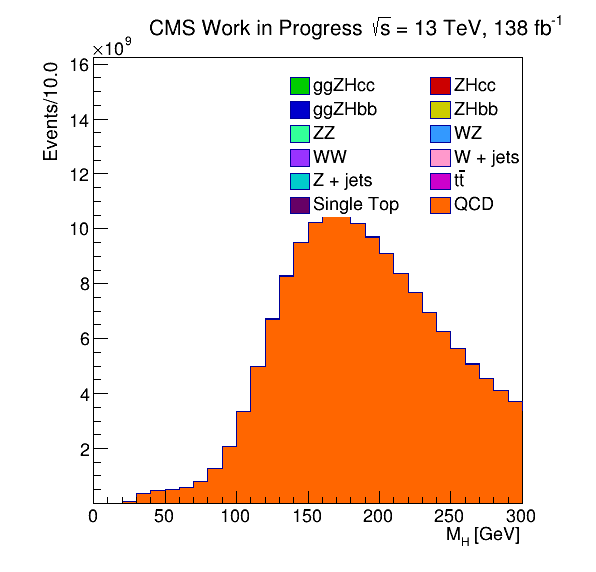 CMS Work in Progress √s = 13 TeV, 138 fb⁻¹
×10⁹
Events/10.0
16
14
12
10
8
6
4
2
ggZHcc ZHcc
ggZHbb ZHbb
ZZ WZ
WW W + jets
Z + jets tt̄
Single Top QCD
0 50 100 150 200 250 300
M_H [GeV]